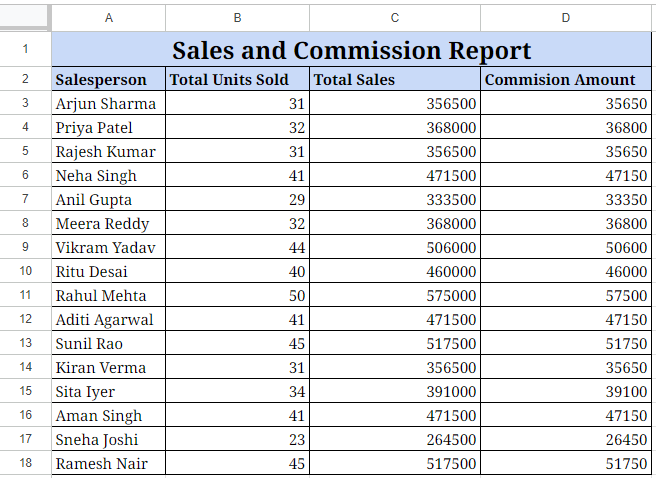 A B C D
1 Sales and Commission Report
2 Salesperson Total Units Sold Total Sales Commision Amount
3 Arjun Sharma 31 356500 35650
4 Priya Patel 32 368000 36800
5 Rajesh Kumar 31 356500 35650
6 Neha Singh 41 471500 47150
7 Anil Gupta 29 333500 33350
8 Meera Reddy 32 368000 36800
9 Vikram Yadav 44 506000 50600
10 Ritu Desai 40 460000 46000
11 Rahul Mehta 50 575000 57500
12 Aditi Agarwal 41 471500 47150
13 Sunil Rao 45 517500 51750
14 Kiran Verma 31 356500 35650
15 Sita Iyer 34 391000 39100
16 Aman Singh 41 471500 47150
17 Sneha Joshi 23 264500 26450
18 Ramesh Nair 45 517500 51750